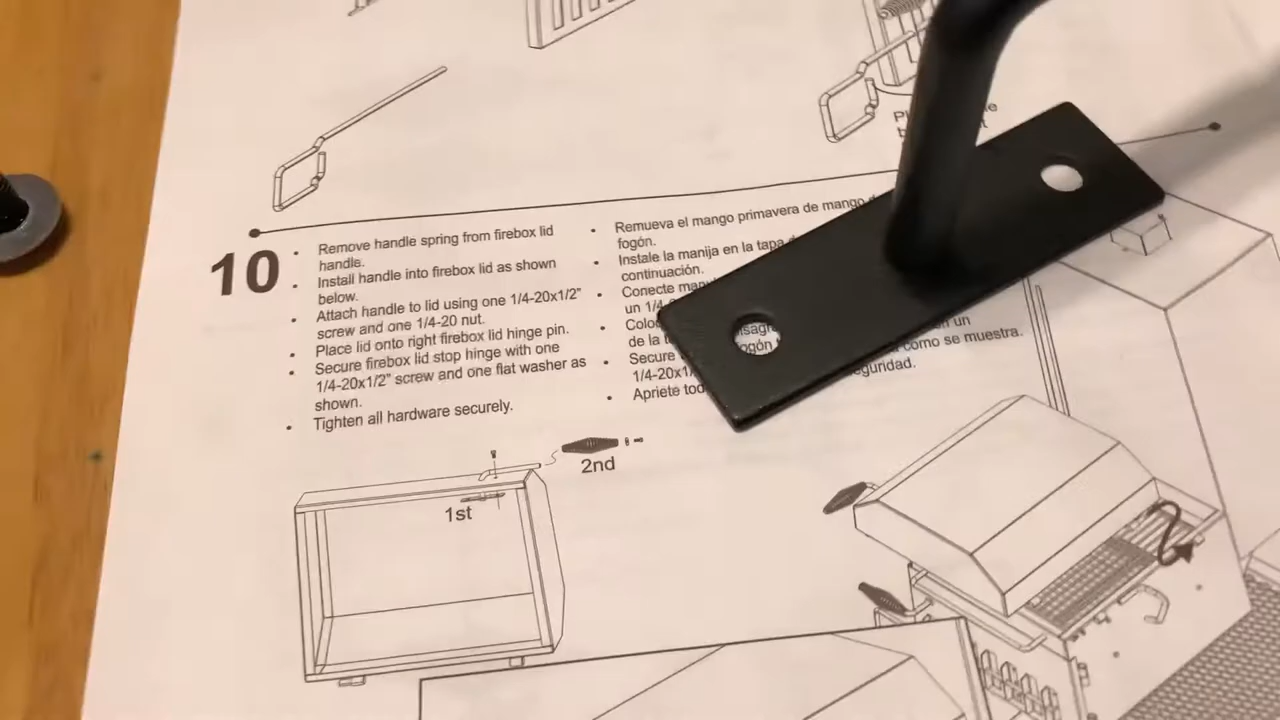 10
Remove handle spring from firebox lid
handle.
Install handle into firebox lid as shown
below.
Attach handle to lid using one 1/4-20x1/2"
screw and one 1/4-20 nut.
Place lid onto right firebox lid hinge pin.
Secure firebox lid stop hinge with one
1/4-20x1/2" screw and one flat washer as
shown.
Tighten all hardware securely.
Remueva el mango primavera de mango
fogón.
Instale la manija en la tapa
continuación.
Conecte
un 1/4
de la
un
fogón
como se muestra.
Secure
1/4-20x1/
Apriete
1st
2nd